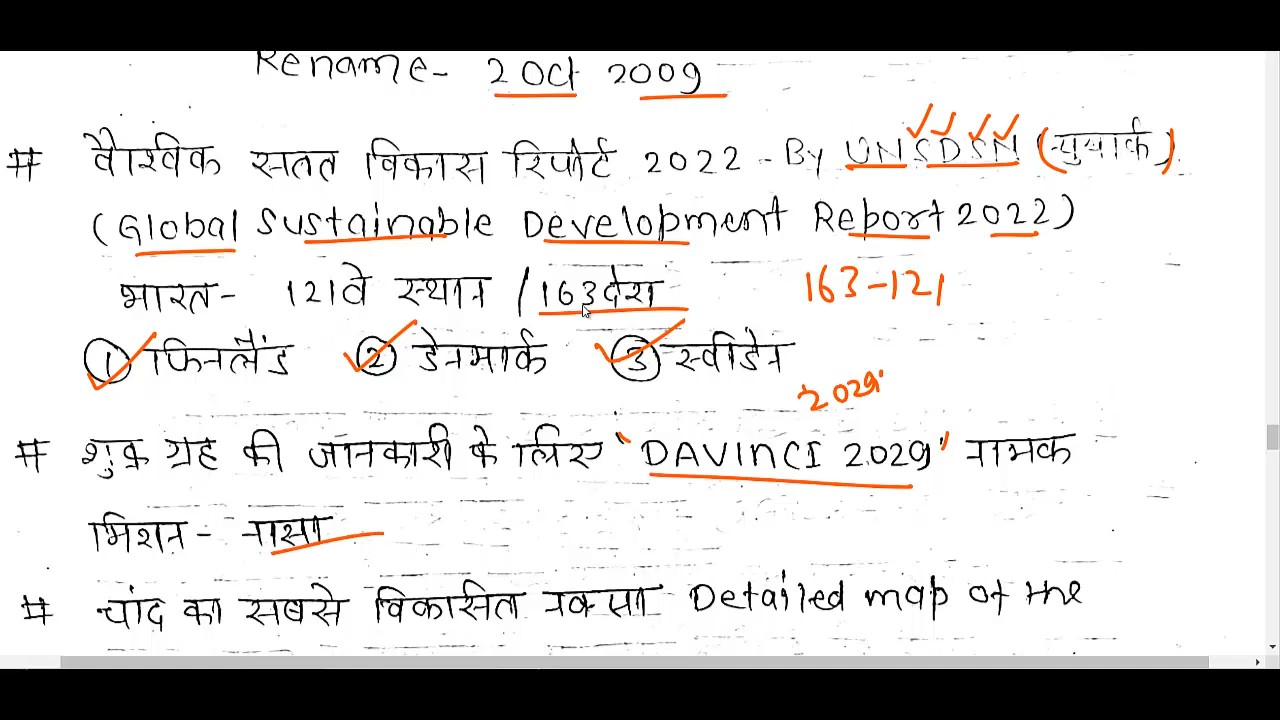 Rename- 2 Oct 2009
# वैश्विक सतत विकास रिपोर्ट 2022 - By UNSDSN (न्युयार्क)
(Global Sustainable Development Report 2022)
भारत- 121वे स्थान / 163देश 163-121
① फिनलैंड ② डेनमार्क ③ स्वीडेन
2029
# शुक्र ग्रह की जानकारी के लिए 'DAVINCI 2029' नामक
मिशन- नासा
# चांद का सबसे विकासित नक्सा Detailed map of the